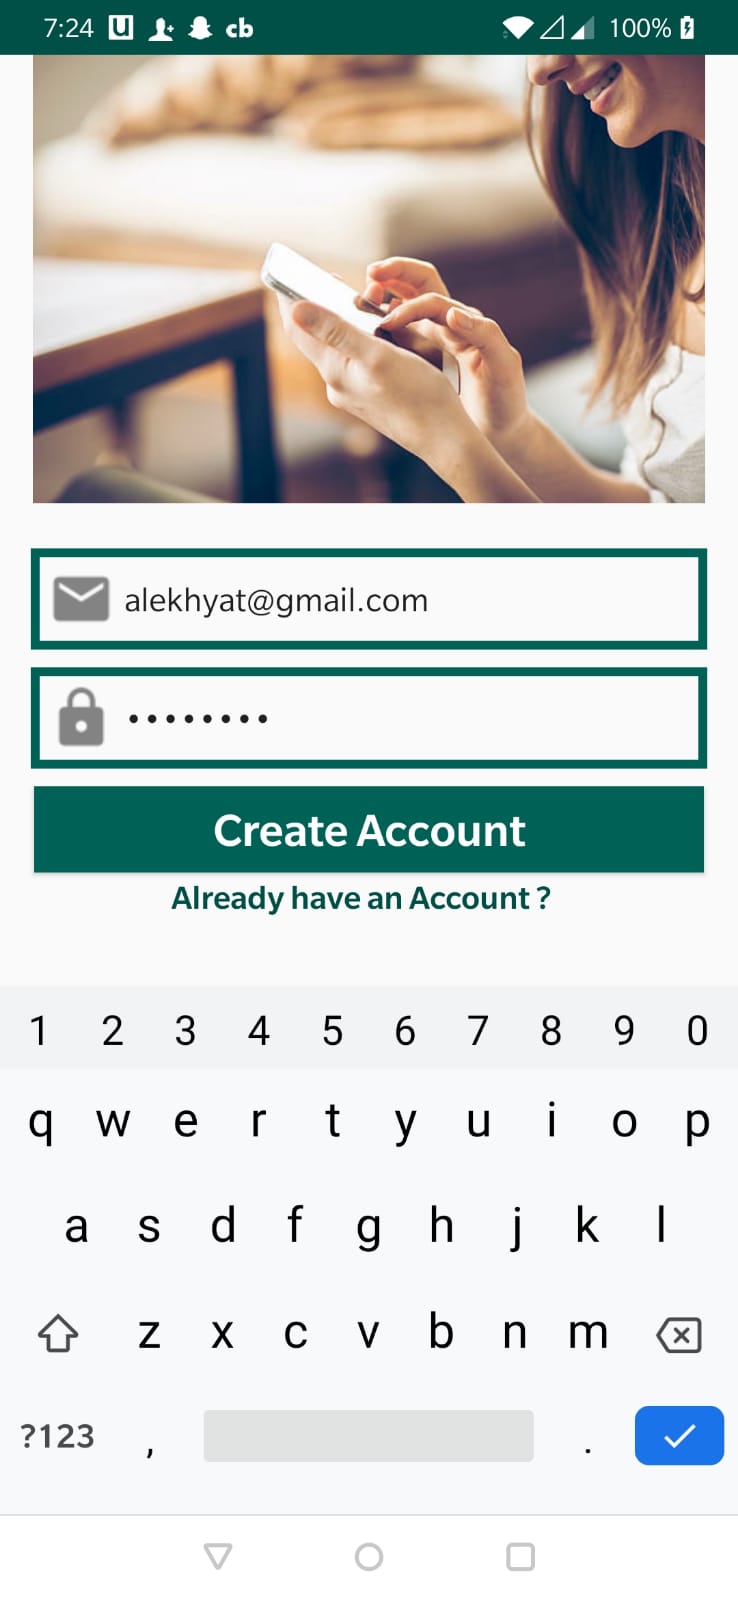 7:24 U cb 100%
alekhyat@gmail.com
••••••••
Create Account
Already have an Account ?
1 2 3 4 5 6 7 8 9 0
q w e r t y u i o p
a s d f g h j k l
z x c v b n m
?123 , .